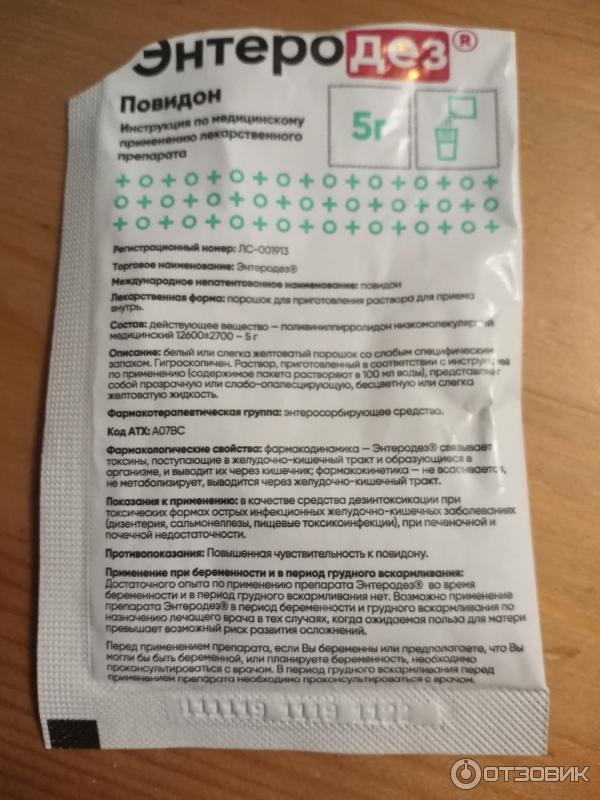 Энтеродез®
Повидон
Инструкция по медицинскому
применению лекарственного
препарата
5г
Регистрационный номер: ЛС-001913
Торговое наименование: Энтеродез®
Международное непатентованное наименование: повидон
Лекарственная форма: порошок для приготовления раствора для приема
внутрь.
Состав: действующее вещество – поливинилпирролидон низкомолекулярный
медицинский 12600±2700 – 5 г
Описание: белый или слегка желтоватый порошок со слабым специфическим
запахом. Гигроскопичен. Раствор, приготовленный в соответствии с инструкцией
по применению (содержимое пакета растворяют в 100 мл воды), представляет
собой прозрачную или слабо-опалесцирующую, бесцветную или слегка
желтоватую жидкость.
Фармакотерапевтическая группа: энтеросорбирующее средство.
Код АТХ: А07ВС
Фармакологические свойства: фармакодинамика – Энтеродез® связывает
токсины, поступающие в желудочно-кишечный тракт и образующиеся в
организме, и выводит их через кишечник; фармакокинетика – не всасывается,
не метаболизирует, выводится через желудочно-кишечный тракт.
Показания к применению: в качестве средства дезинтоксикации при
токсических формах острых инфекционных желудочно-кишечных заболеваниях
(дизентерия, сальмонеллезы, пищевые токсикоинфекции), при печеночной и
почечной недостаточности.
Противопоказания: Повышенная чувствительность к повидону.
Применение при беременности и в период грудного вскармливания:
Достаточного опыта по применению препарата Энтеродез® во время
беременности и в период грудного вскармливания нет. Возможно применение
препарата Энтеродез® в период беременности и грудного вскармливания по
назначению лечащего врача в тех случаях, когда ожидаемая польза для матери
превышает возможный риск развития осложнений.
Перед применением препарата, если Вы беременны или предполагаете, что Вы
могли бы быть беременной, или планируете беременность, необходимо
проконсультироваться с врачом. В период грудного вскармливания перед
применением препарата необходимо проконсультироваться с врачом.
1119 1122
ОТЗОВИК